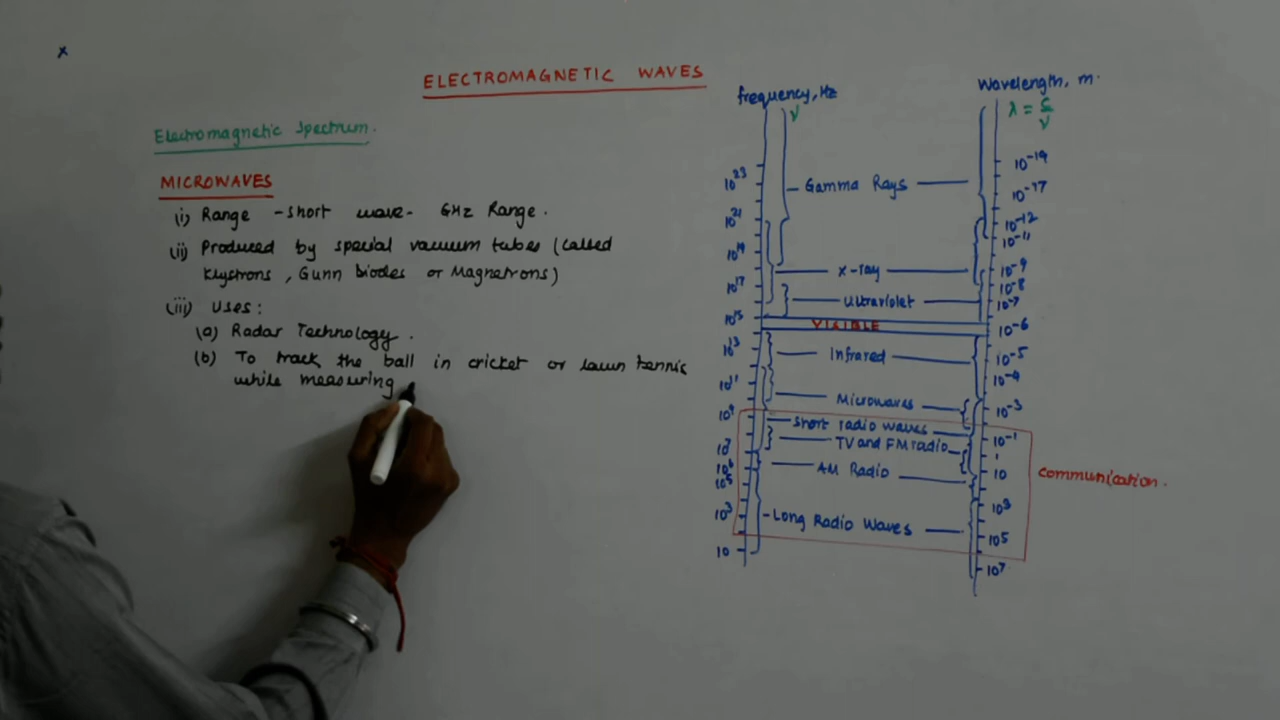 x
ELECTROMAGNETIC WAVES
Electromagnetic Spectrum.
MICROWAVES
(i) Range - short wave - GHz Range.
(ii) Produced by special vacuum tubes (called
klystrons, Gunn Diodes or Magnetrons)
(iii) Uses:
(a) Radar Technology.
(b) To track the ball in cricket or lawn tennis
while measuring
frequency, Hz
ν
10²³
10²¹
10¹⁹
10¹⁷
10¹⁵
10¹³
10¹¹
10⁹
10⁷
10⁶
10⁵
10³
10
Gamma Rays
X-ray
Ultraviolet
VISIBLE
Infrared
Microwaves
Short radio waves
TV and FM radio
AM Radio
Long Radio Waves
Wavelength, m.
λ = c/ν
10⁻¹⁹
10⁻¹⁷
10⁻¹²
10⁻¹¹
10⁻⁹
10⁻⁸
10⁻⁷
10⁻⁶
10⁻⁵
10⁻⁴
10⁻³
10⁻¹
1
10
10³
10⁵
10⁷
Communication.